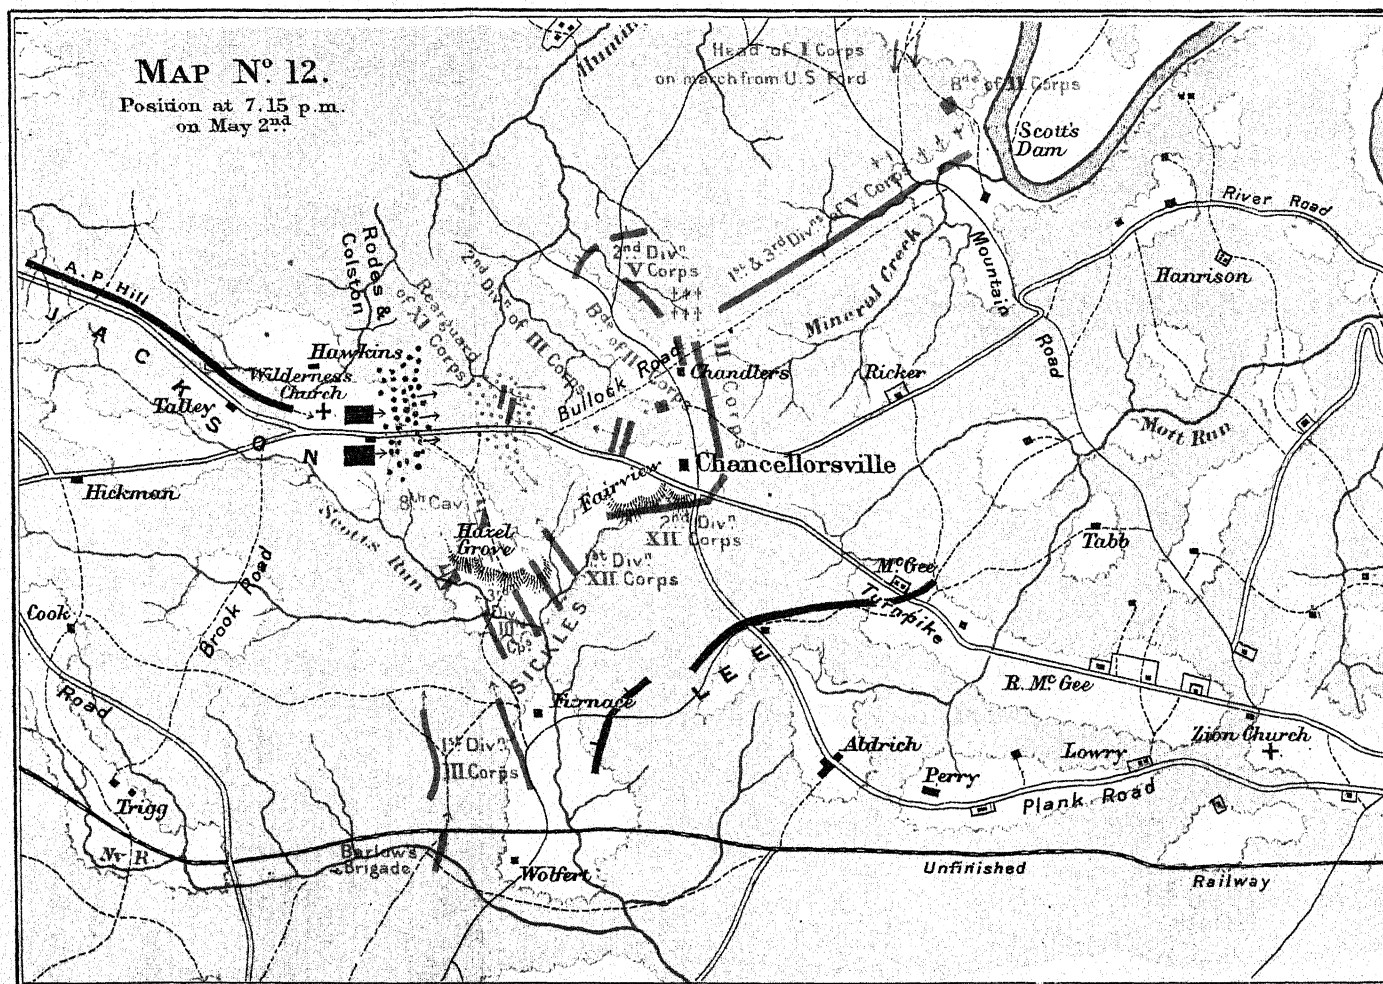 MAP Nº 12.
Position at 7.15 p.m.
on May 2nd.
Head of I Corps
on march from U.S Ford
Bde of II Corps
Scott's
Dam
River Road
Harrison
Mountain
Road
1st & 3rd Divns of V Corps
Mineral Creek
2nd Divn
V Corps
Rodes &
Colston
Rearguard
of XI Corps
2nd Divn
of III Corps
Bde of II Corps
A.P. Hill
JACKSON
Hawkins
Wilderness
Church
Talley
Bullock Road
Chandlers
II Corps
Ricker
Mott Run
Hickman
8th Cav.
Fairview
Chancellorsville
2nd Divn
XII Corps
Scotts Run
Hazel
Grove
1st Divn
XII Corps
Tabb
McGee
Turnpike
Cook
Brook Road
3rd
Div
III
Cps
SICKLES
LEE
R. McGee
Furnace
Road
1st Divn
III Corps
Aldrich
Lowry
Zion Church
Perry
Plank Road
Trigg
Ny R.
Barlow's
Brigade
Wolfert
Unfinished
Railway